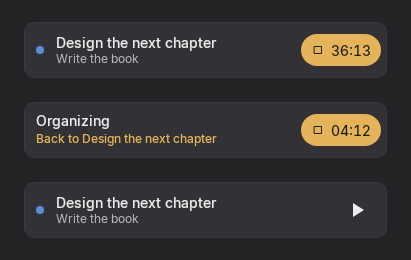 Design the next chapter
Write the book
36:13
Organizing
Back to Design the next chapter
04:12
Design the next chapter
Write the book